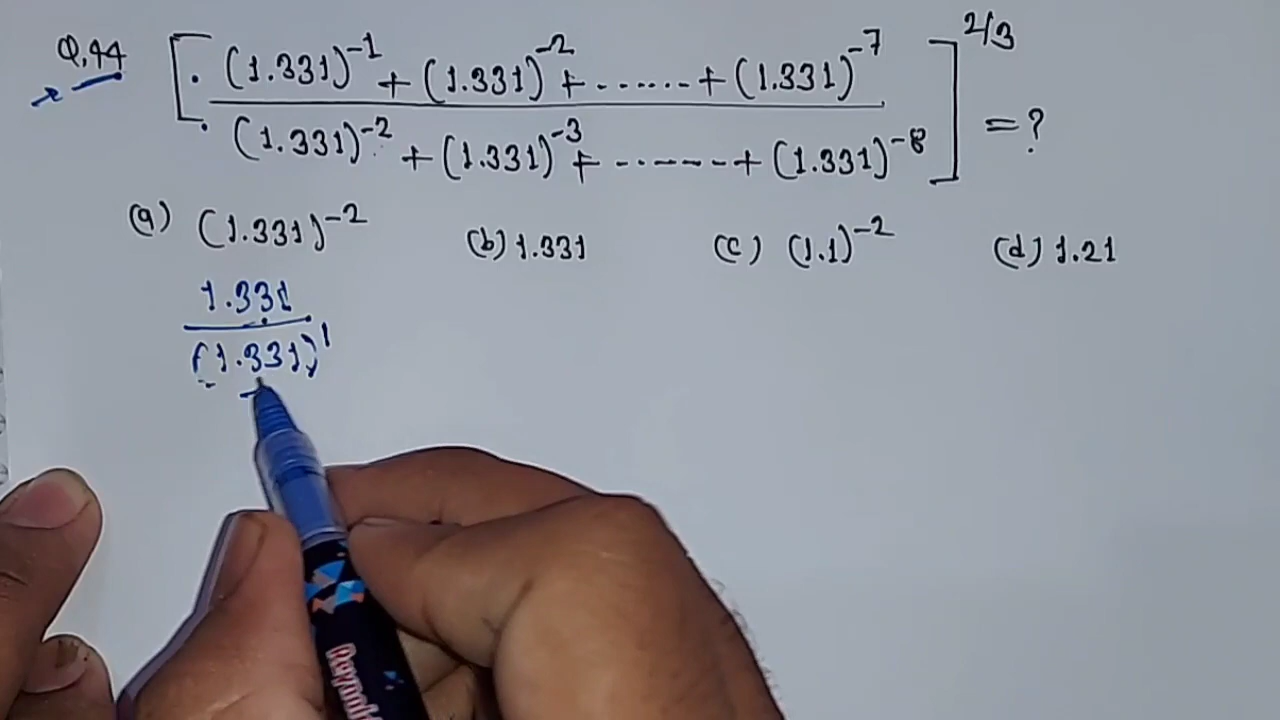 Q.44 [ (1.331)⁻¹ + (1.331)⁻² + ...... + (1.331)⁻⁷ ]^2/3
(1.331)⁻² + (1.331)⁻³ + ------- + (1.331)⁻⁸ = ?
(a) (1.331)⁻² (b) 1.331 (c) (1.1)⁻² (d) 1.21
1.331
(1.331)¹
Reynold